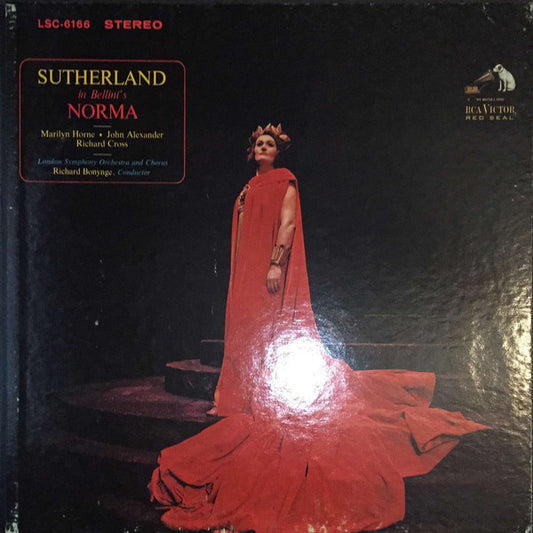 LSC-6166 STEREO
SUTHERLAND
in Bellini's
NORMA
Marilyn Horne • John Alexander
Richard Cross
London Symphony Orchestra and Chorus
Richard Bonynge, Conductor
RCA VICTOR
RED SEAL